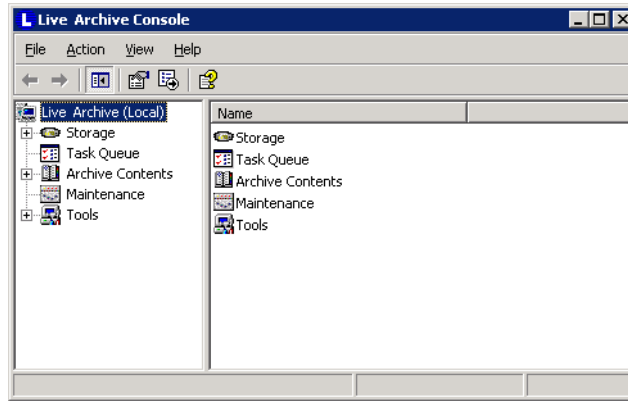 L Live Archive Console
File Action View Help
Live Archive (Local)
Storage
Task Queue
Archive Contents
Maintenance
Tools
Name
Storage
Task Queue
Archive Contents
Maintenance
Tools